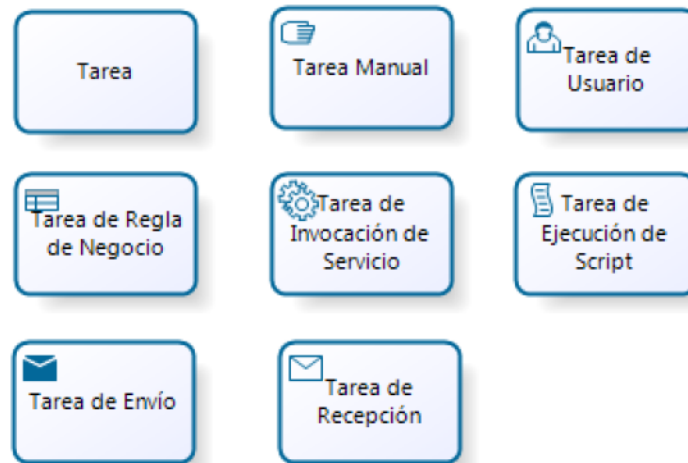 Tarea
Tarea Manual
Tarea de
Usuario
Tarea de Regla
de Negocio
Tarea de
Invocación de
Servicio
Tarea de
Ejecución de
Script
Tarea de Envío
Tarea de
Recepción